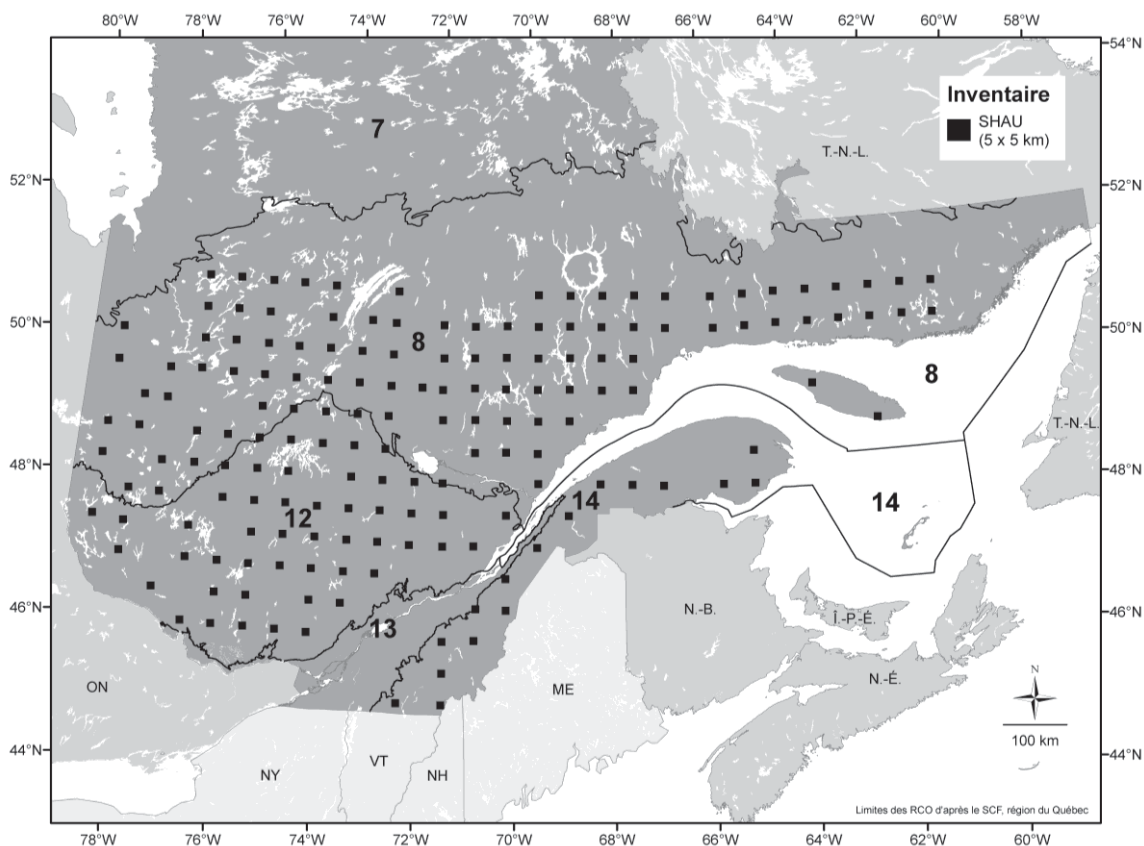 80°W 78°W 76°W 74°W 72°W 70°W 68°W 66°W 64°W 62°W 60°W 58°W
54°N
Inventaire
SHAU
(5 x 5 km)
7
T.-N.-L.
52°N 52°N
50°N 50°N
8
8
T.-N.-L.
48°N 48°N
12
14
14
46°N 46°N
13
N.-B.
Î.-P.-É.
N.-É.
ON
ME
N
100 km
44°N 44°N
NY
VT
NH
Limites des RCO d'après le SCF, région du Québec
78°W 76°W 74°W 72°W 70°W 68°W 66°W 64°W 62°W 60°W